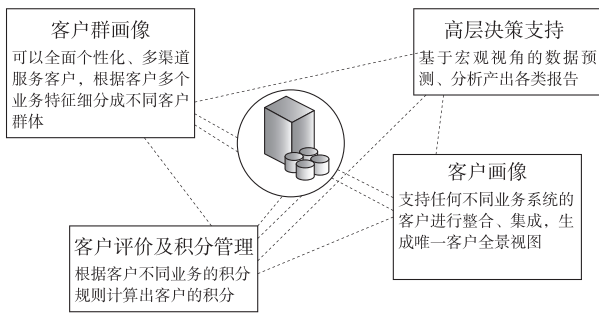 客户群画像
可以全面个性化、多渠道
服务客户，根据客户多个
业务特征细分成不同客户
群体
高层决策支持
基于宏观视角的数据预
测、分析产出各类报告
客户画像
支持任何不同业务系统的
客户进行整合、集成，生
成唯一客户全景视图
客户评价及积分管理
根据客户不同业务的积分
规则计算出客户的积分